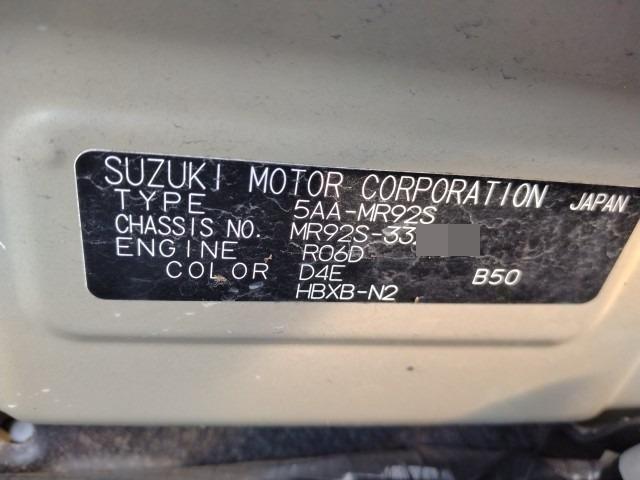 SUZUKI MOTOR CORPORATION JAPAN
TYPE 5AA-MR92S
CHASSIS NO. MR92S-33
ENGINE R06D
COLOR D4E B50
HBXB-N2